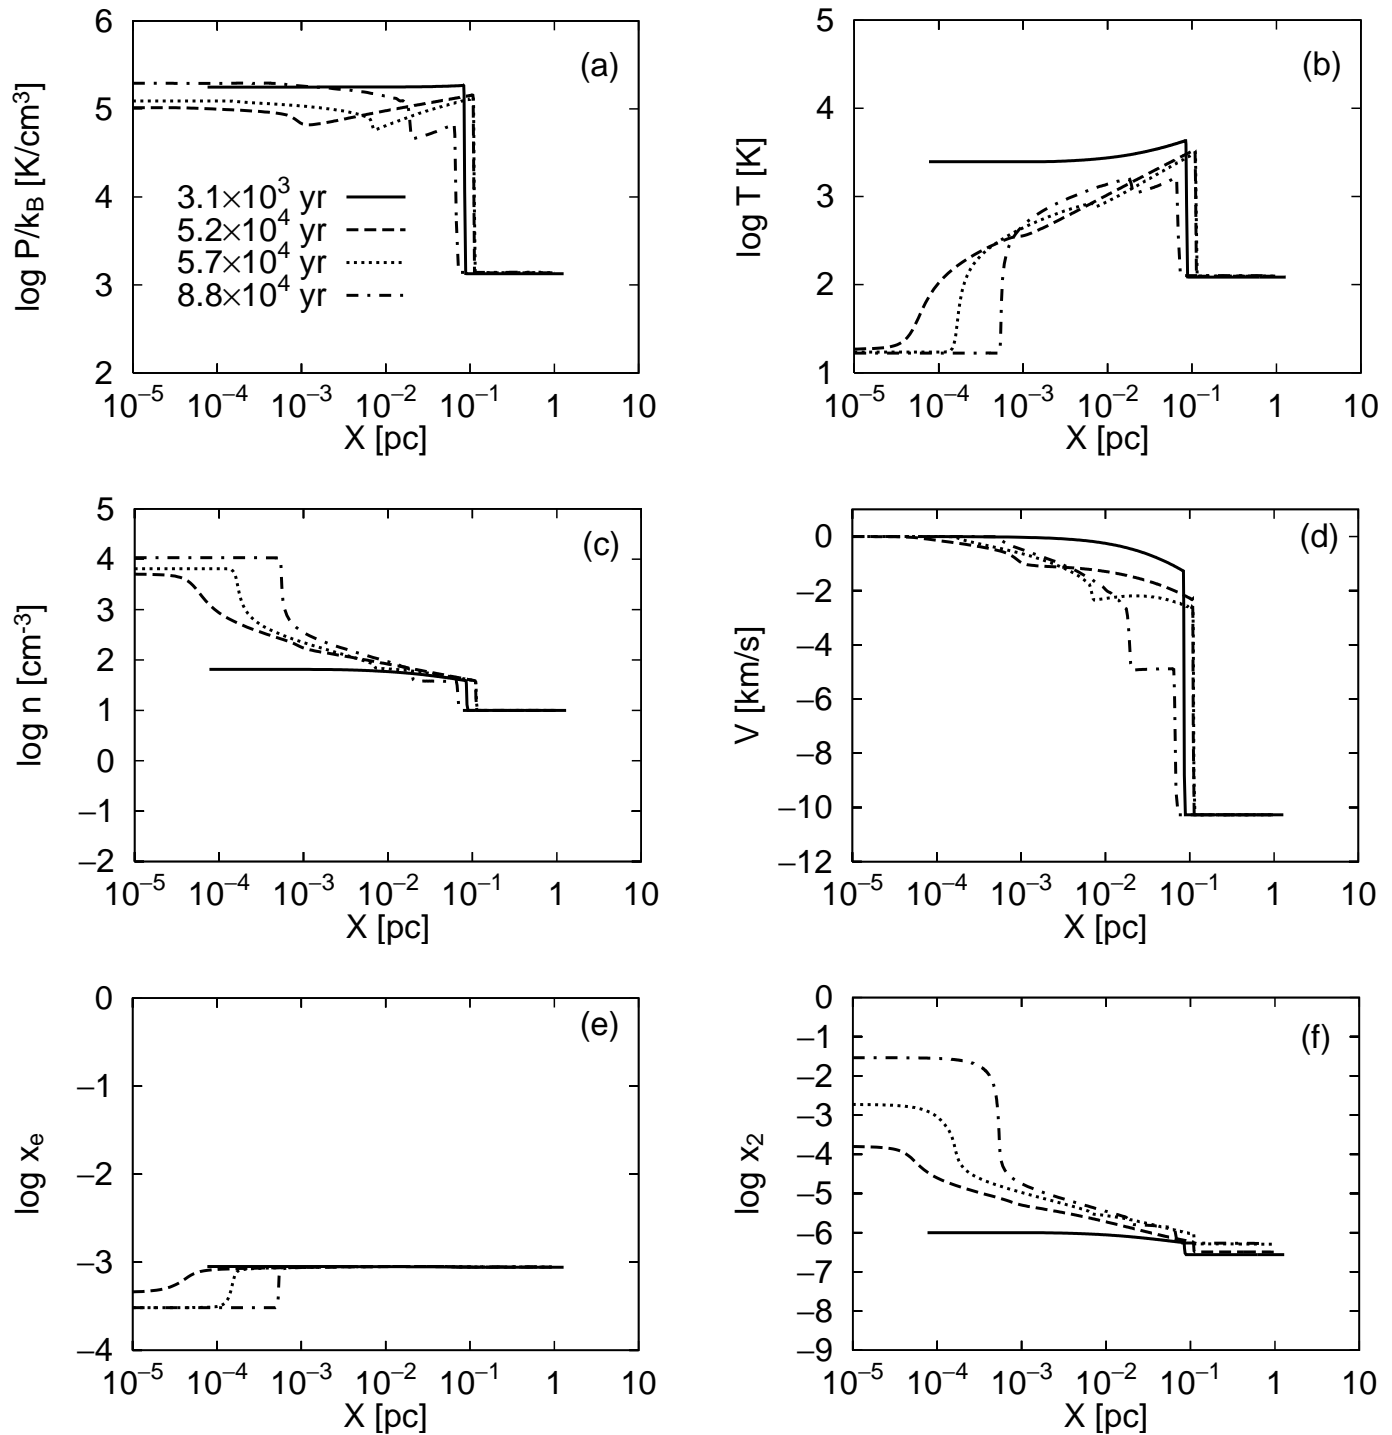 (a)
log P/k_B [K/cm^3]
6
5
4
3
2
3.1×10^3 yr
5.2×10^4 yr
5.7×10^4 yr
8.8×10^4 yr
10^−5 10^−4 10^−3 10^−2 10^−1 1 10
X [pc]
(b)
log T [K]
5
4
3
2
1
10^−5 10^−4 10^−3 10^−2 10^−1 1 10
X [pc]
(c)
log n [cm^-3]
5
4
3
2
1
0
−1
−2
10^−5 10^−4 10^−3 10^−2 10^−1 1 10
X [pc]
(d)
V [km/s]
0
−2
−4
−6
−8
−10
−12
10^−5 10^−4 10^−3 10^−2 10^−1 1 10
X [pc]
(e)
log x_e
0
−1
−2
−3
−4
10^−5 10^−4 10^−3 10^−2 10^−1 1 10
X [pc]
(f)
log x_2
0
−1
−2
−3
−4
−5
−6
−7
−8
−9
10^−5 10^−4 10^−3 10^−2 10^−1 1 10
X [pc]